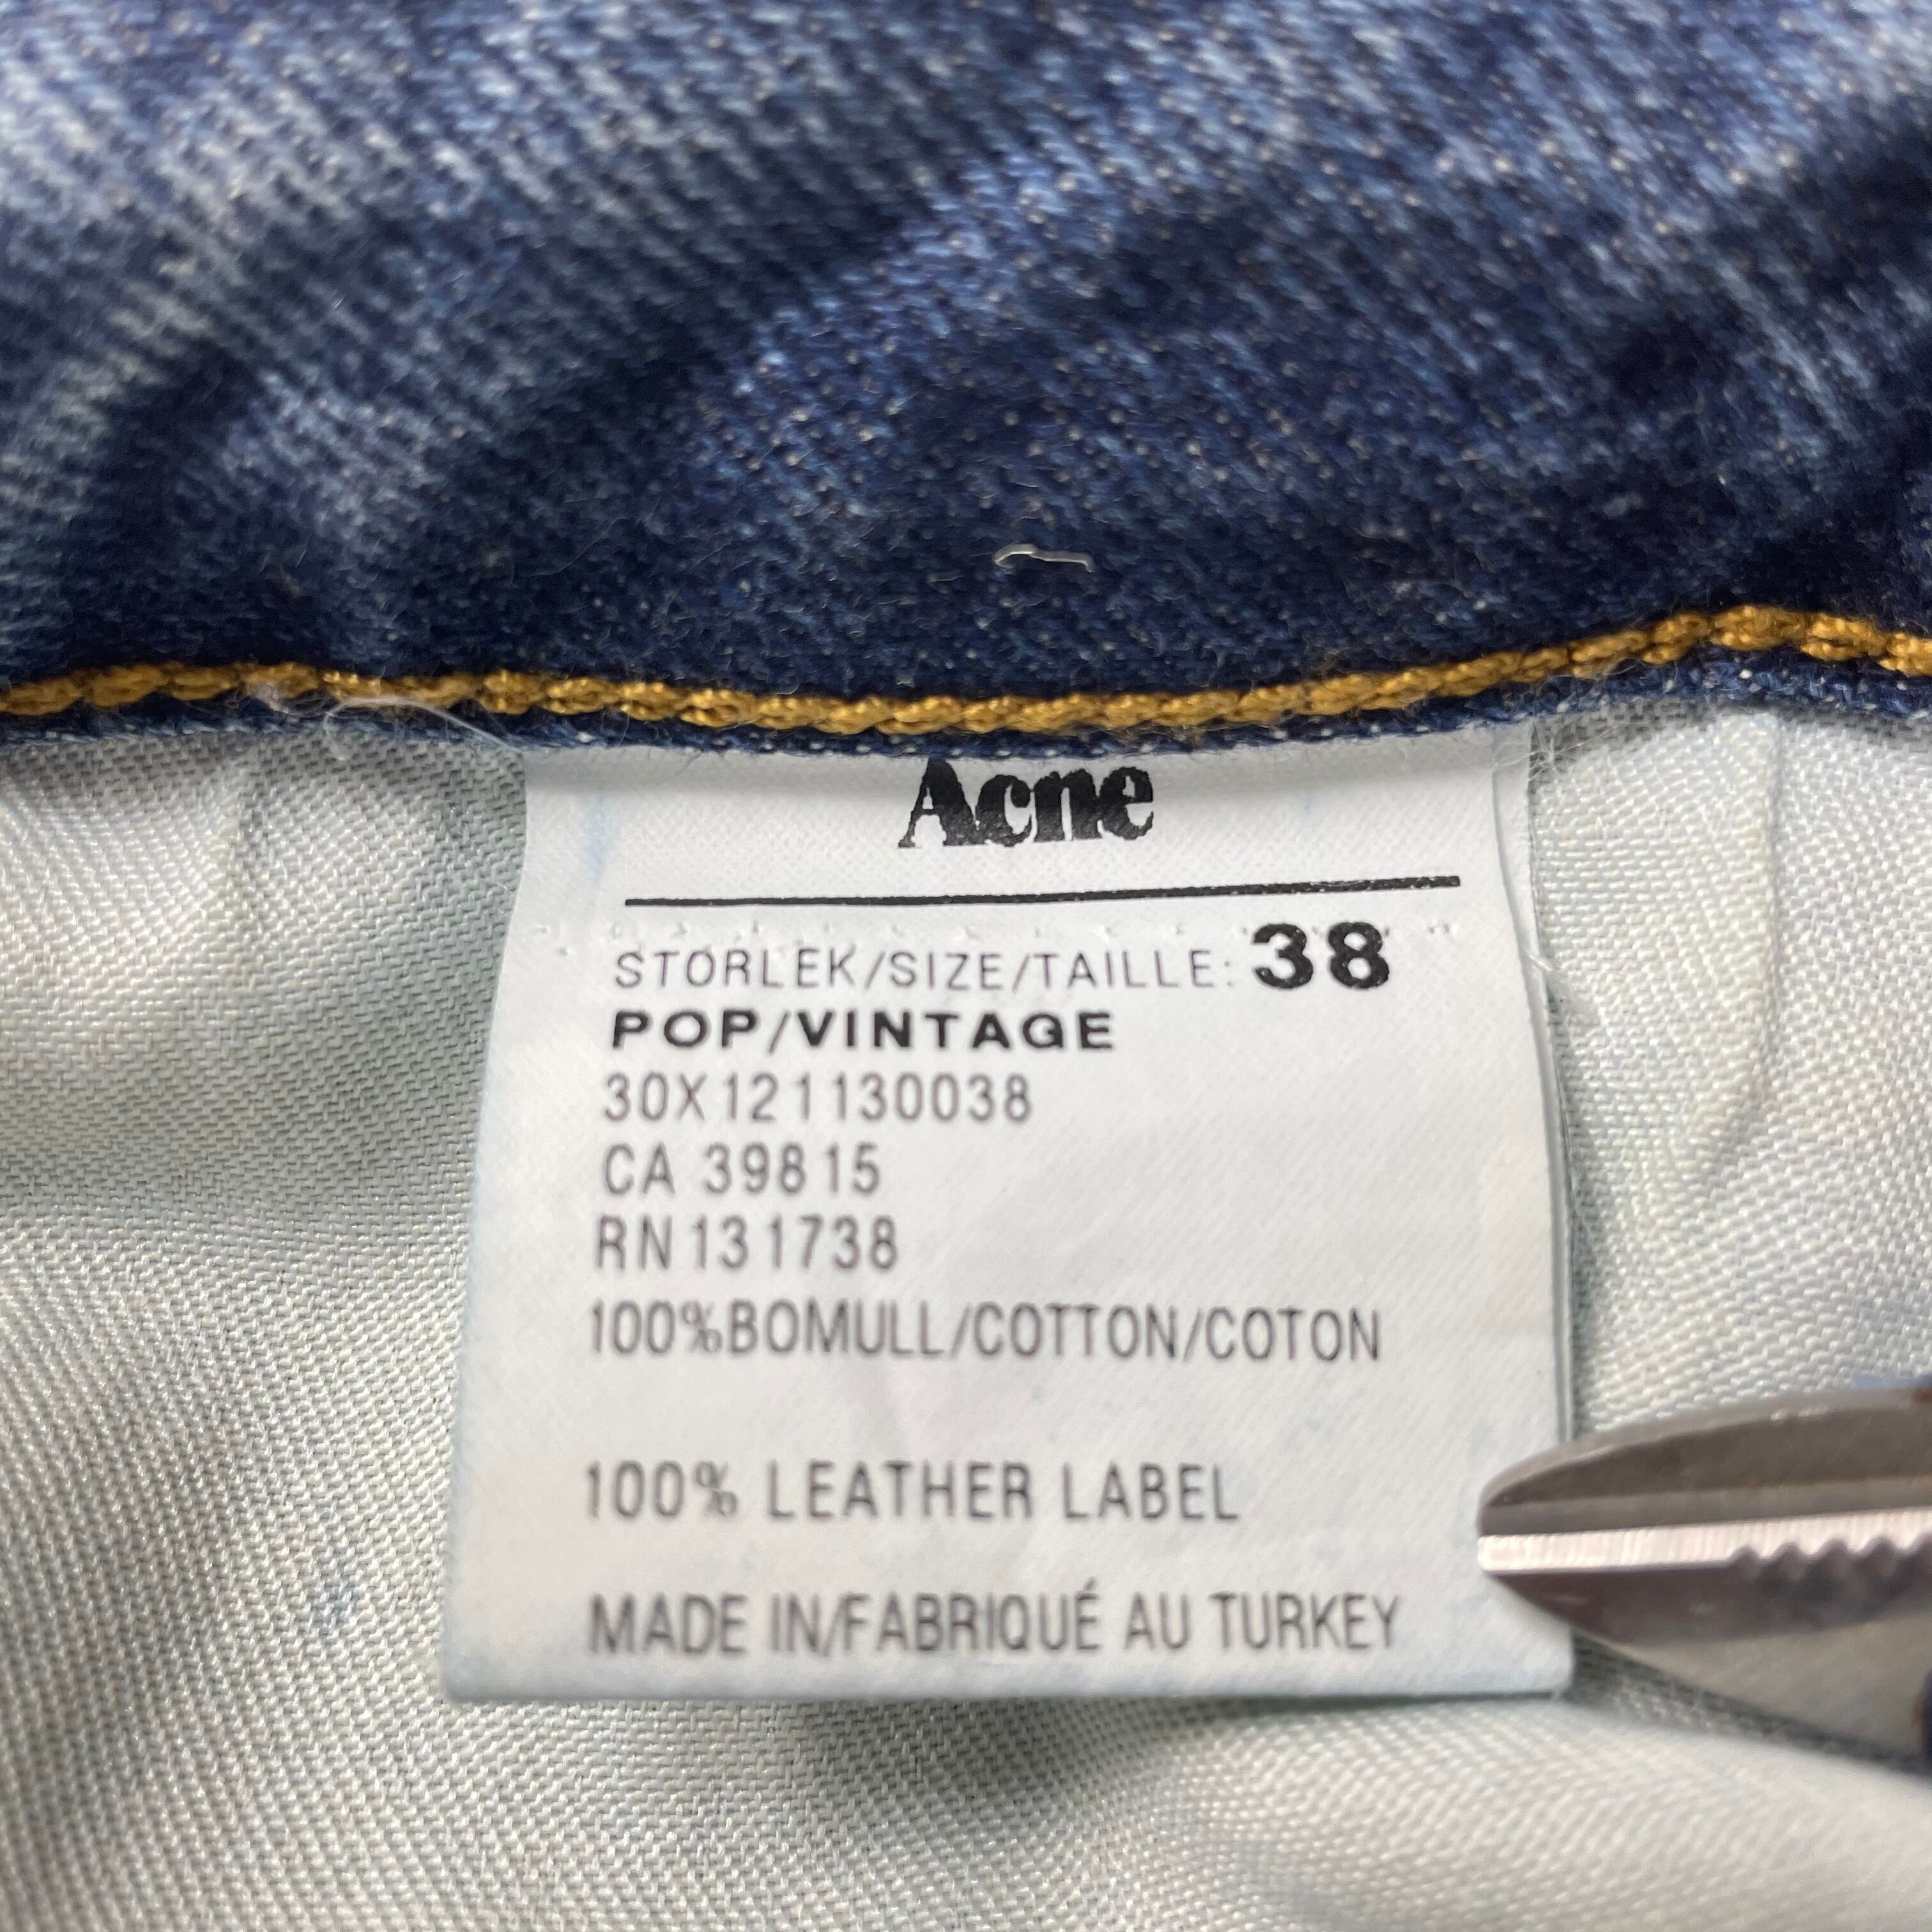 Acne
STORLEK/SIZE/TAILLE: 38
POP/VINTAGE
30X121130038
CA 39815
RN131738
100%BOMULL/COTTON/COTON
100% LEATHER LABEL
MADE IN/FABRIQUÉ AU TURKEY